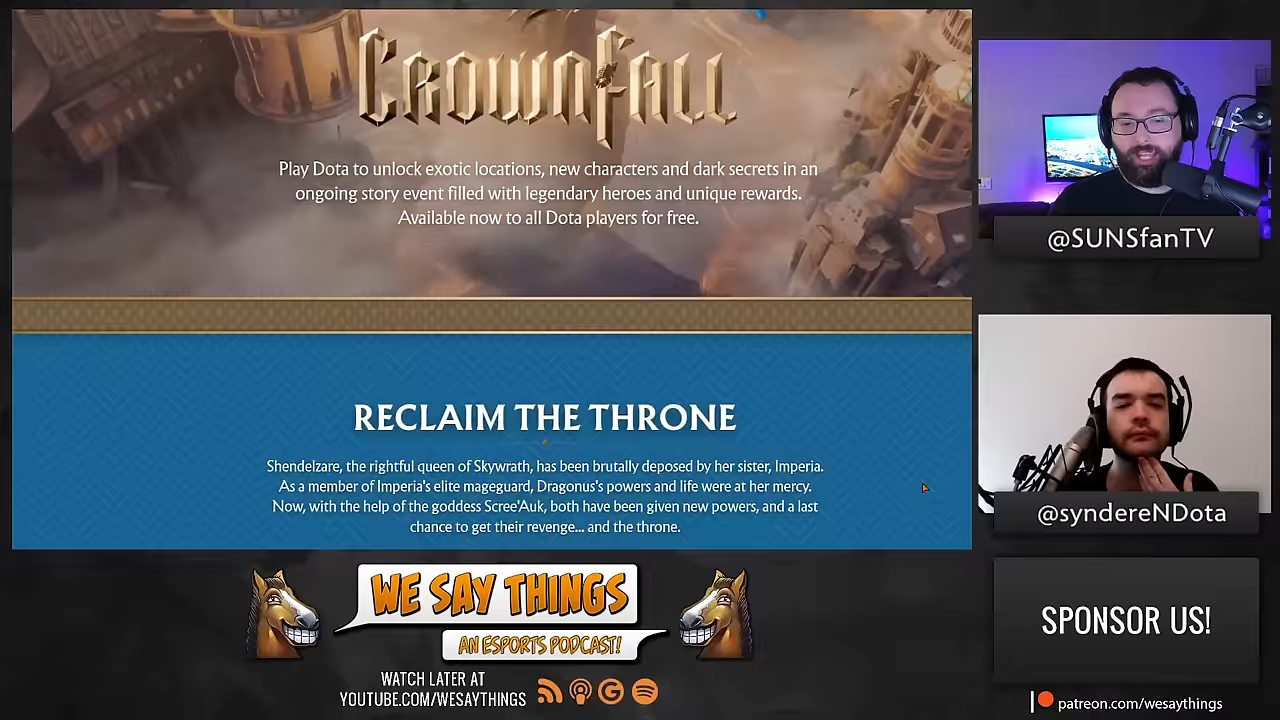 CROWNFALL
Play Dota to unlock exotic locations, new characters and dark secrets in an
ongoing story event filled with legendary heroes and unique rewards.
Available now to all Dota players for free.
RECLAIM THE THRONE
Shendelzare, the rightful queen of Skywrath, has been brutally deposed by her sister, Imperia.
As a member of Imperia's elite mageguard, Dragonus's powers and life were at her mercy.
Now, with the help of the goddess Scree'Auk, both have been given new powers, and a last
chance to get their revenge... and the throne.
@SUNSfanTV
@syndereNDota
WE SAY THINGS
AN ESPORTS PODCAST!
WATCH LATER AT
YOUTUBE.COM/WESAYTHINGS
SPONSOR US!
patreon.com/wesaythings